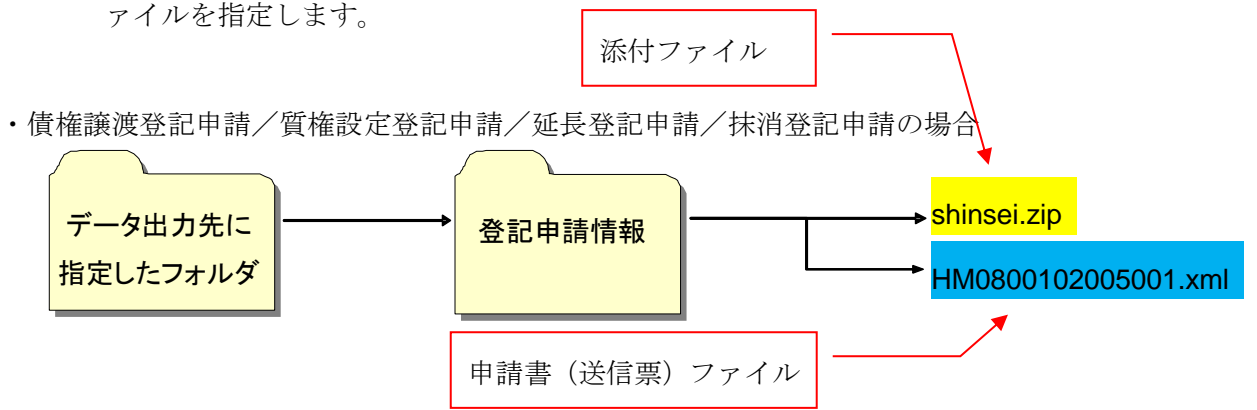 ァイルを指定します。
添付ファイル
・債権譲渡登記申請／質権設定登記申請／延長登記申請／抹消登記申請の場合
データ出力先に
指定したフォルダ
登記申請情報
shinsei.zip
HM0800102005001.xml
申請書（送信票）ファイル